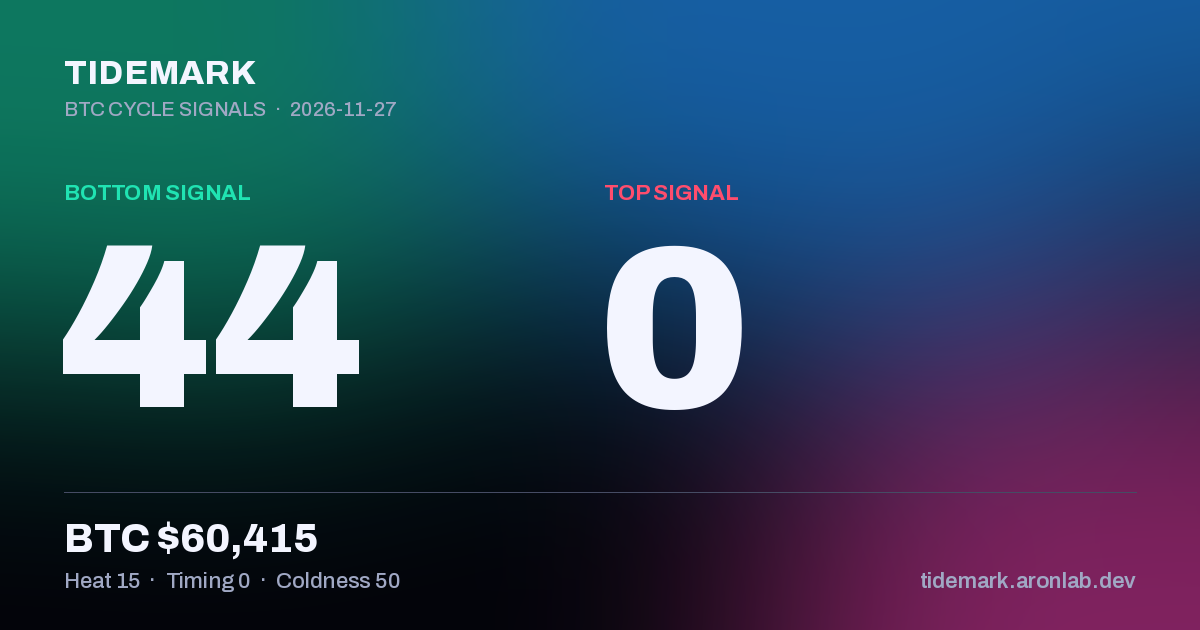 TIDEMARK
BTC CYCLE SIGNALS · 2026-11-27
BOTTOM SIGNAL
44
TOP SIGNAL
0
BTC $60,415
Heat 15 · Timing 0 · Coldness 50
tidemark.aronlab.dev